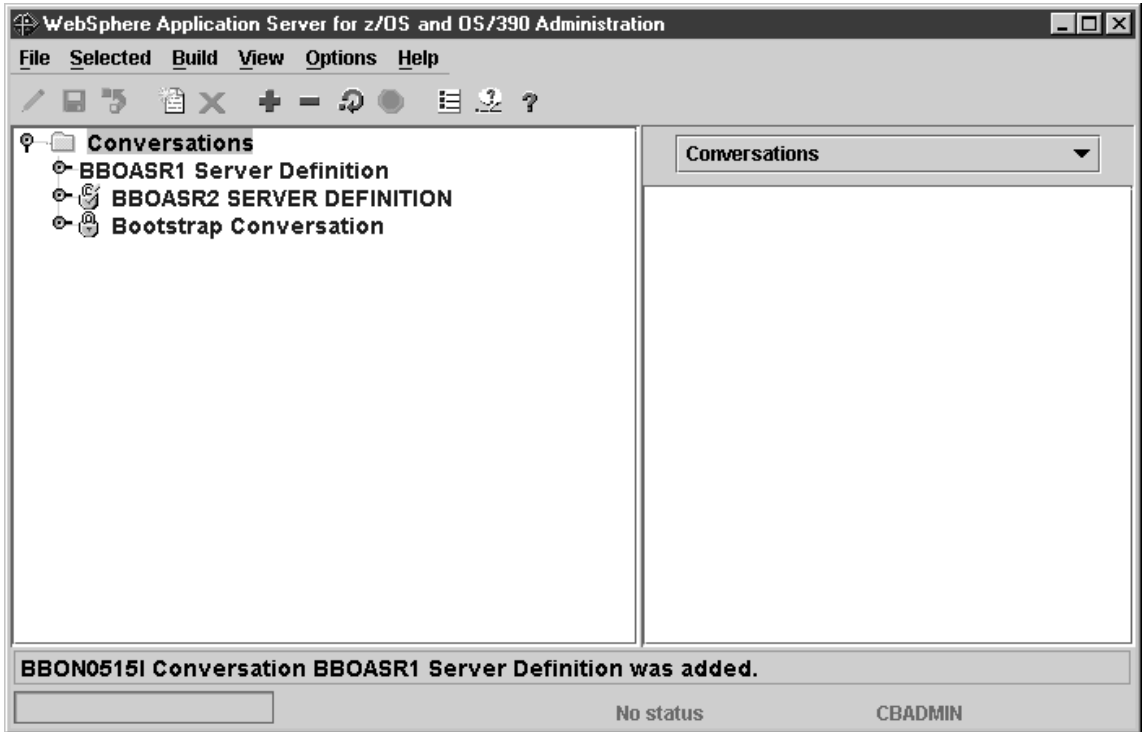 WebSphere Application Server for z/OS and OS/390 Administration
File Selected Build View Options Help
Conversations
BBOASR1 Server Definition
BBOASR2 SERVER DEFINITION
Bootstrap Conversation
Conversations
BBON0515I Conversation BBOASR1 Server Definition was added.
No status CBADMIN